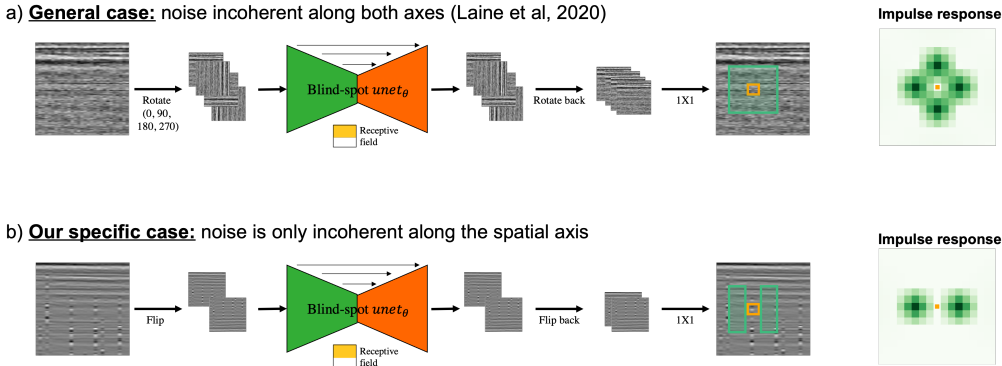 a) General case: noise incoherent along both axes (Laine et al, 2020)
Impulse response
Rotate
(0, 90,
180, 270)
Blind-spot unetθ
Receptive
field
Rotate back
1X1
b) Our specific case: noise is only incoherent along the spatial axis
Impulse response
Flip
Blind-spot unetθ
Receptive
field
Flip back
1X1